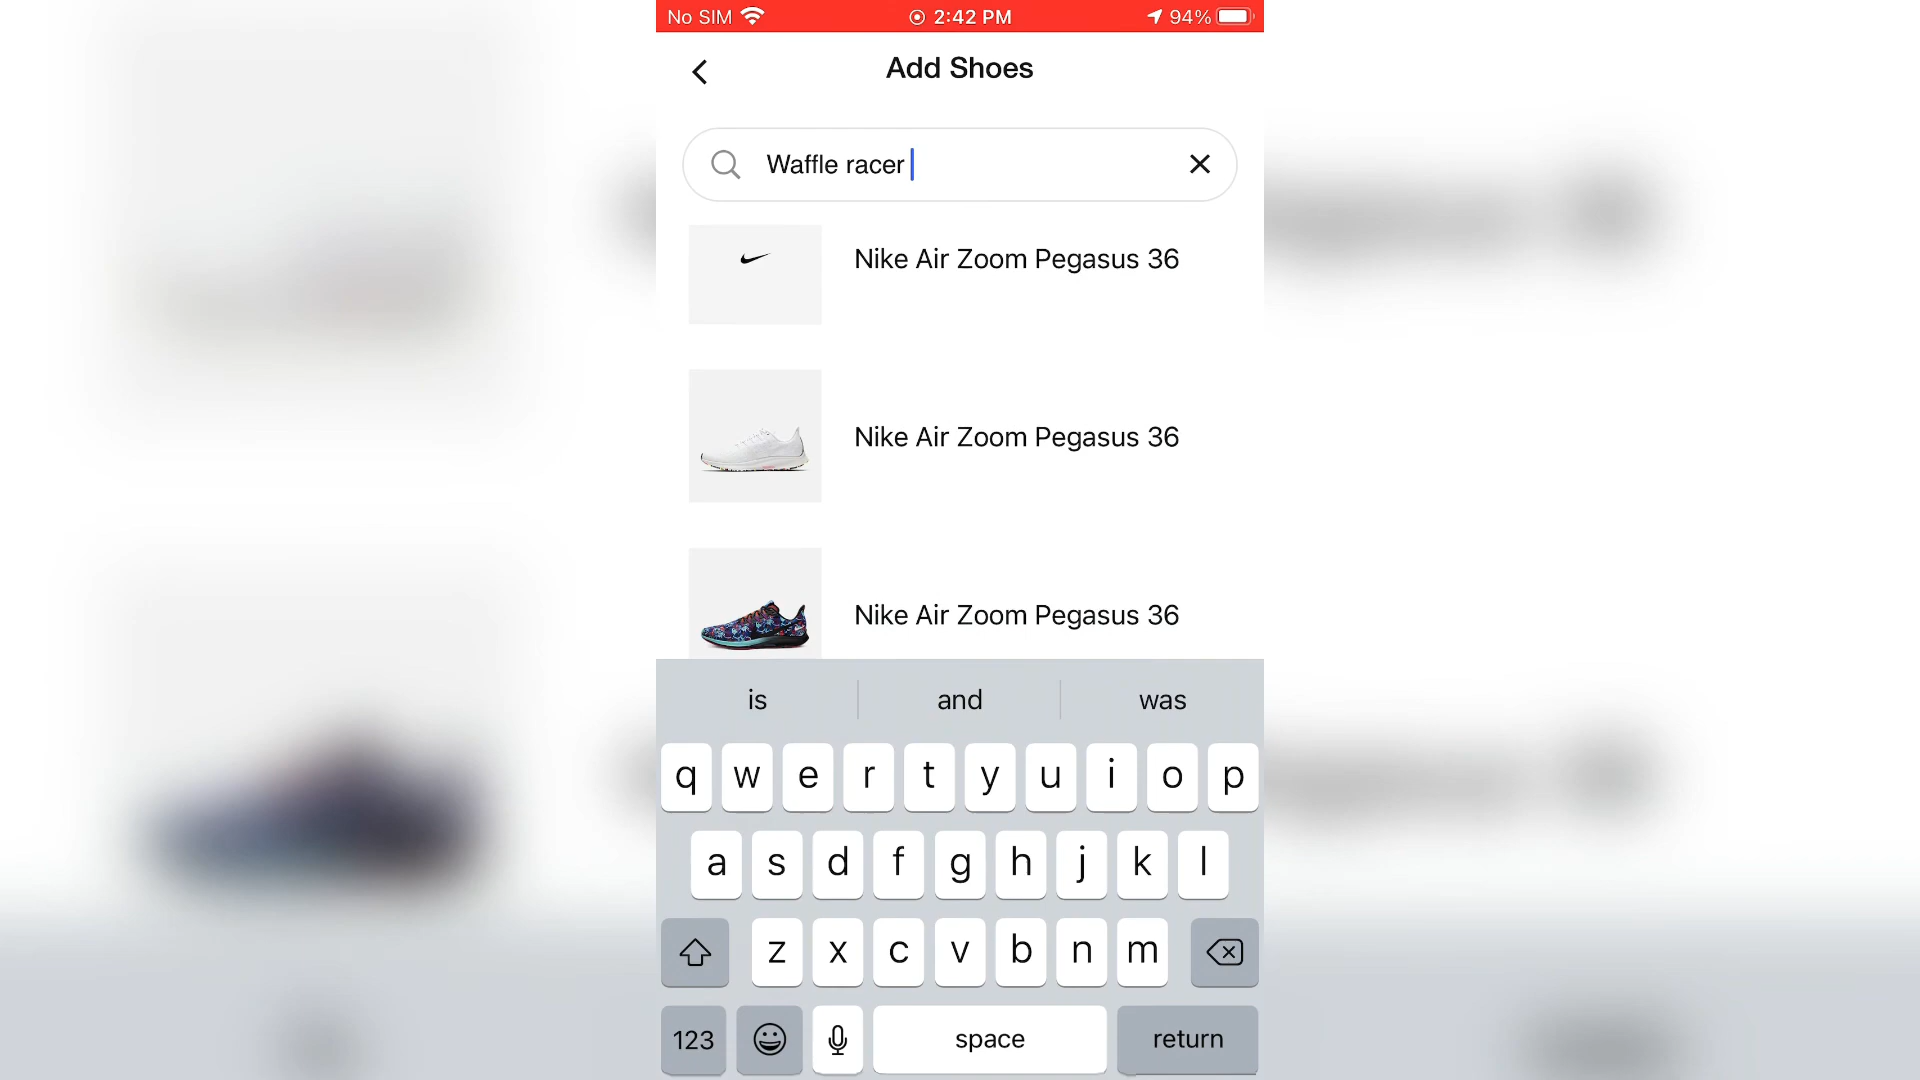 No SIM 2:42 PM 94%
Add Shoes
Waffle racer
Nike Air Zoom Pegasus 36
Nike Air Zoom Pegasus 36
Nike Air Zoom Pegasus 36
is and was
q w e r t y u i o p
a s d f g h j k l
z x c v b n m
123 space return